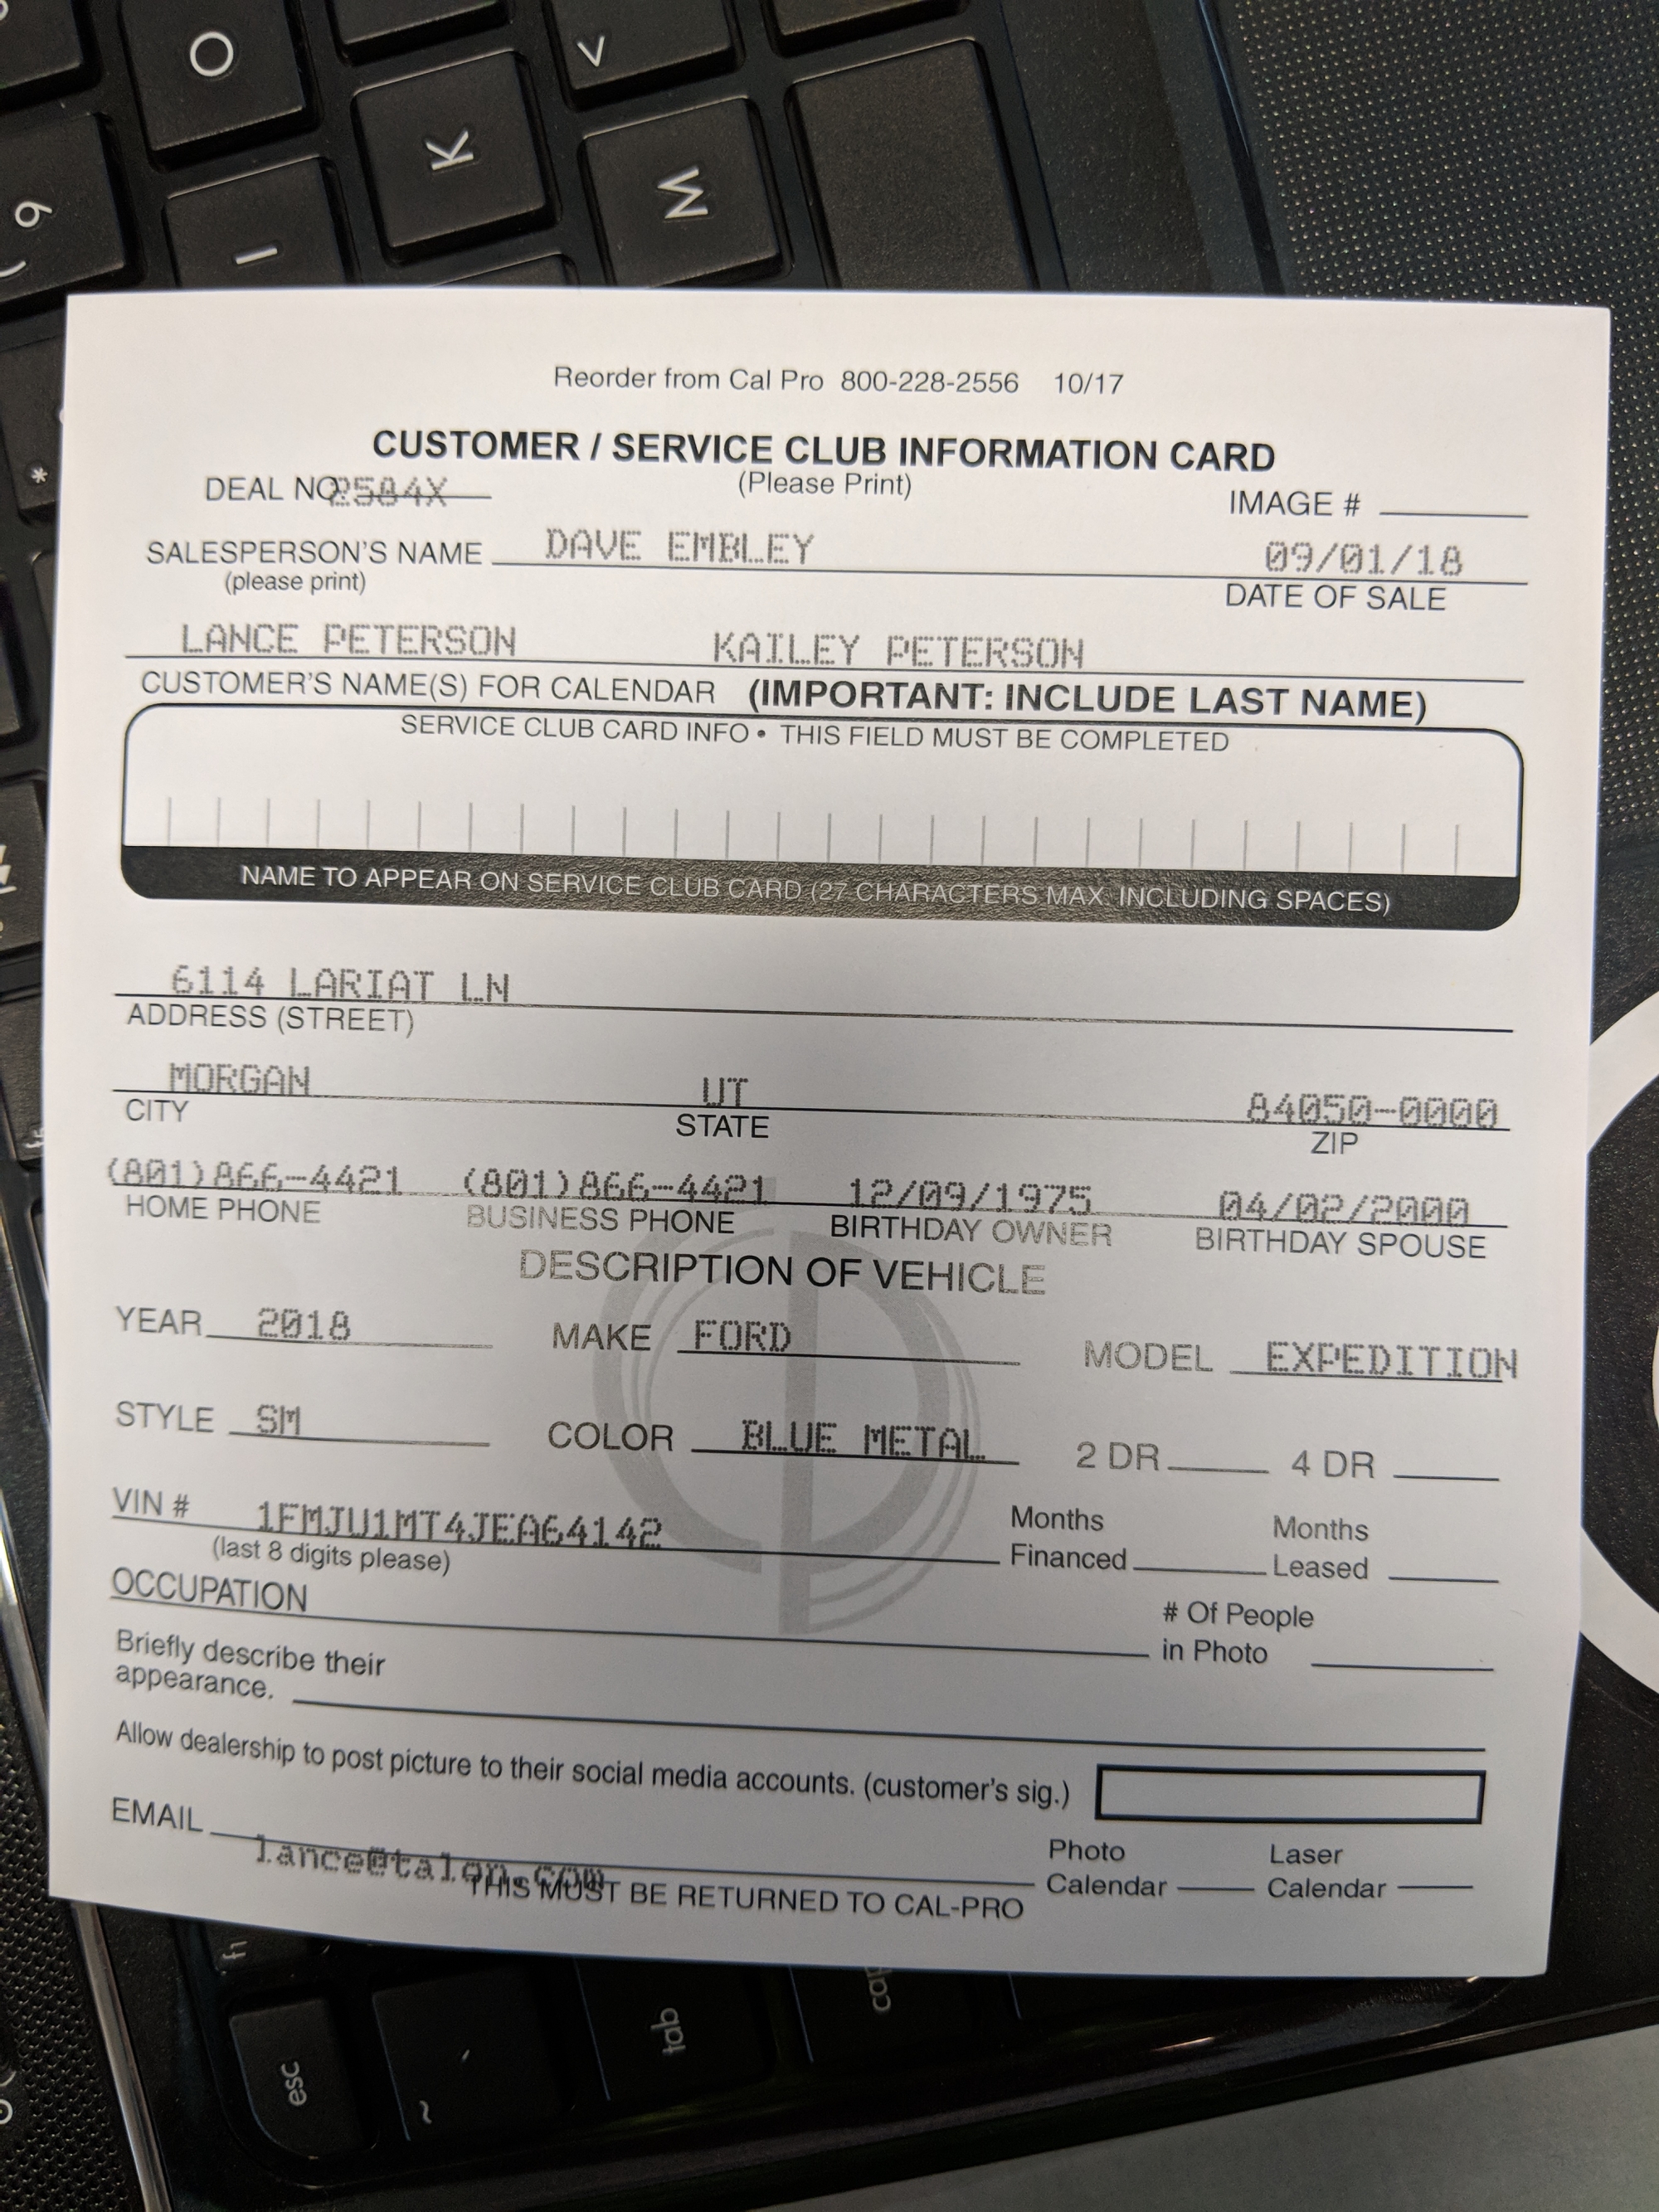 O
V
K
M
( 9
I
*
Reorder from Cal Pro 800-228-2556 10/17
CUSTOMER / SERVICE CLUB INFORMATION CARD
(Please Print)
DEAL NO. 2584X
IMAGE #
SALESPERSON'S NAME DAVE EMBLEY 09/01/18
(please print) DATE OF SALE
LANCE PETERSON KAILEY PETERSON
CUSTOMER'S NAME(S) FOR CALENDAR (IMPORTANT: INCLUDE LAST NAME)
SERVICE CLUB CARD INFO • THIS FIELD MUST BE COMPLETED
NAME TO APPEAR ON SERVICE CLUB CARD (27 CHARACTERS MAX. INCLUDING SPACES)
6114 LARIAT LN
ADDRESS (STREET)
MORGAN UT 84050-0000
CITY STATE ZIP
(801)866-4421 (801)866-4421 12/09/1975 04/02/2000
HOME PHONE BUSINESS PHONE BIRTHDAY OWNER BIRTHDAY SPOUSE
DESCRIPTION OF VEHICLE
YEAR 2018 MAKE FORD MODEL EXPEDITION
STYLE SM COLOR BLUE METAL 2 DR 4 DR
VIN # 1FMJU1MT4JEA64142
(last 8 digits please)
Months Financed
Months Leased
OCCUPATION
# Of People in Photo
Briefly describe their
appearance.
Allow dealership to post picture to their social media accounts. (customer's sig.)
EMAIL lance@talon.com
Photo Calendar
Laser Calendar
THIS MUST BE RETURNED TO CAL-PRO
f1
esc
~
tab
cap